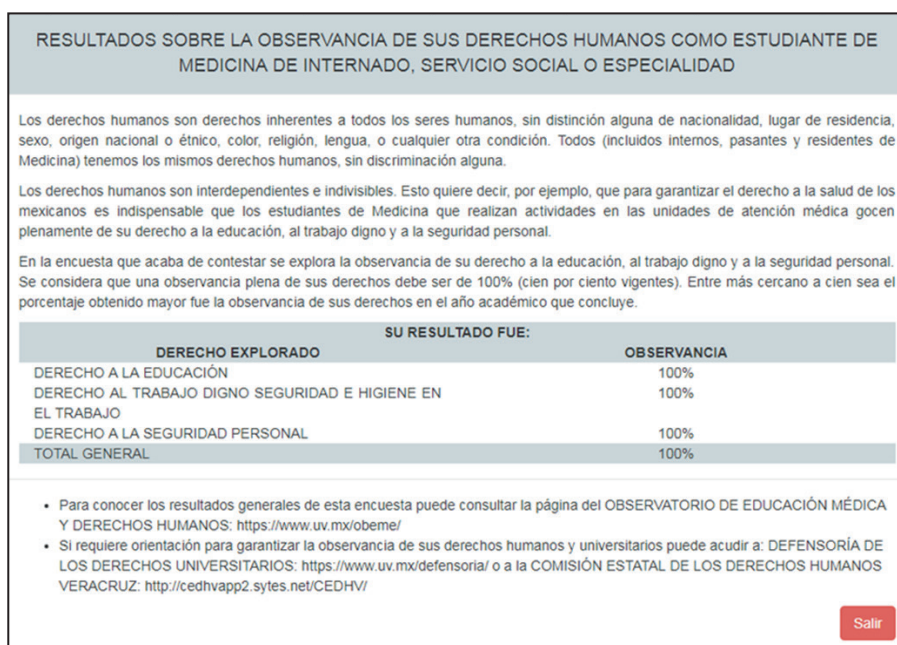 RESULTADOS SOBRE LA OBSERVANCIA DE SUS DERECHOS HUMANOS COMO ESTUDIANTE DE
MEDICINA DE INTERNADO, SERVICIO SOCIAL O ESPECIALIDAD
Los derechos humanos son derechos inherentes a todos los seres humanos, sin distinción alguna de nacionalidad, lugar de residencia,
sexo, origen nacional o étnico, color, religión, lengua, o cualquier otra condición. Todos (incluidos internos, pasantes y residentes de
Medicina) tenemos los mismos derechos humanos, sin discriminación alguna.
Los derechos humanos son interdependientes e indivisibles. Esto quiere decir, por ejemplo, que para garantizar el derecho a la salud de los
mexicanos es indispensable que los estudiantes de Medicina que realizan actividades en las unidades de atención médica gocen
plenamente de su derecho a la educación, al trabajo digno y a la seguridad personal.
En la encuesta que acaba de contestar se explora la observancia de su derecho a la educación, al trabajo digno y a la seguridad personal.
Se considera que una observancia plena de sus derechos debe ser de 100% (cien por ciento vigentes). Entre más cercano a cien sea el
porcentaje obtenido mayor fue la observancia de sus derechos en el año académico que concluye.
SU RESULTADO FUE:
DERECHO EXPLORADO OBSERVANCIA
DERECHO A LA EDUCACIÓN 100%
DERECHO AL TRABAJO DIGNO SEGURIDAD E HIGIENE EN 100%
EL TRABAJO
DERECHO A LA SEGURIDAD PERSONAL 100%
TOTAL GENERAL 100%
• Para conocer los resultados generales de esta encuesta puede consultar la página del OBSERVATORIO DE EDUCACIÓN MÉDICA
Y DERECHOS HUMANOS: https://www.uv.mx/obeme/
• Si requiere orientación para garantizar la observancia de sus derechos humanos y universitarios puede acudir a: DEFENSORÍA DE
LOS DERECHOS UNIVERSITARIOS: https://www.uv.mx/defensoria/ o a la COMISIÓN ESTATAL DE LOS DERECHOS HUMANOS
VERACRUZ: http://cedhvapp2.sytes.net/CEDHV/
Salir